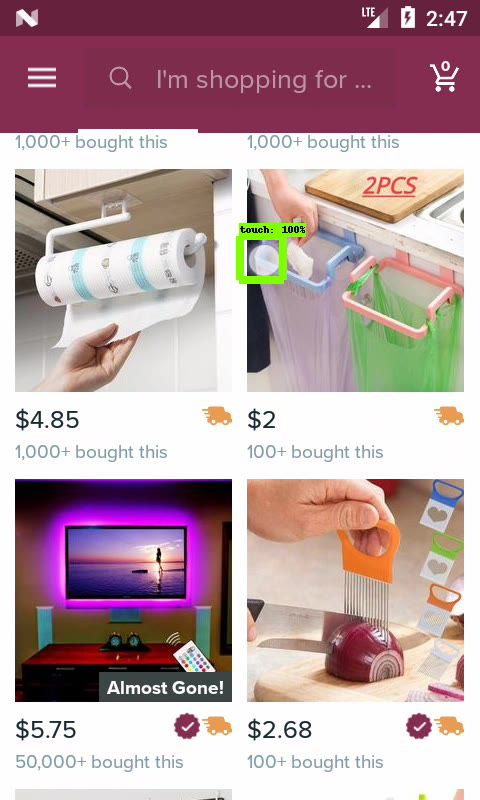 LTE 2:47
I'm shopping for ... 0
1,000+ bought this 1,000+ bought this
2PCS
touch: 100%
$4.85 $2
1,000+ bought this 100+ bought this
Almost Gone!
$5.75 $2.68
50,000+ bought this 100+ bought this